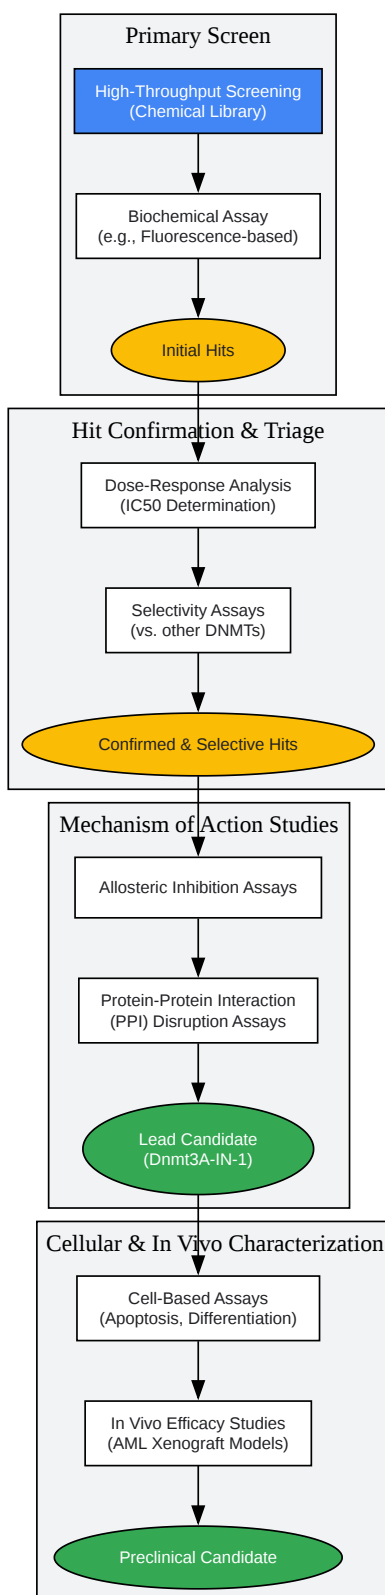 Primary Screen
High-Throughput Screening
(Chemical Library)
Biochemical Assay
(e.g., Fluorescence-based)
Initial Hits
Hit Confirmation & Triage
Dose-Response Analysis
(IC50 Determination)
Selectivity Assays
(vs. other DNMTs)
Confirmed & Selective Hits
Mechanism of Action Studies
Allosteric Inhibition Assays
Protein-Protein Interaction
(PPI) Disruption Assays
Lead Candidate
(Dnmt3A-IN-1)
Cellular & In Vivo Characterization
Cell-Based Assays
(Apoptosis, Differentiation)
In Vivo Efficacy Studies
(AML Xenograft Models)
Preclinical Candidate